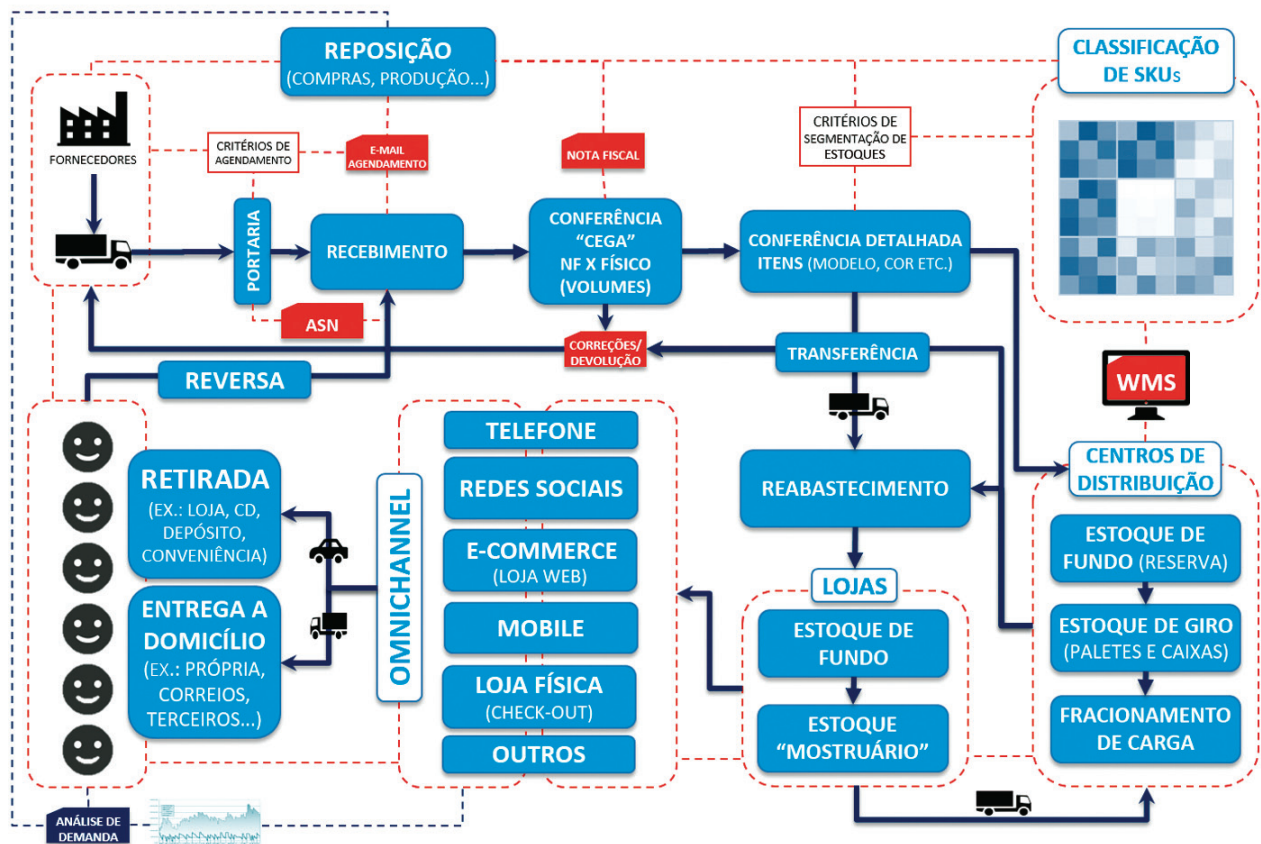 REPOSIÇÃO
(COMPRAS, PRODUÇÃO...)
CLASSIFICAÇÃO
DE SKUs
FORNECEDORES
CRITÉRIOS DE
AGENDAMENTO
E-MAIL
AGENDAMENTO
NOTA FISCAL
CRITÉRIOS DE
SEGMENTAÇÃO DE
ESTOQUES
PORTARIA
RECEBIMENTO
CONFERÊNCIA
“CEGA”
NF X FÍSICO
(VOLUMES)
CONFERÊNCIA DETALHADA
ITENS (MODELO, COR ETC.)
ASN
CORREÇÕES/
DEVOLUÇÃO
TRANSFERÊNCIA
REVERSA
WMS
RETIRADA
(EX.: LOJA, CD,
DEPÓSITO,
CONVENIÊNCIA)
ENTREGA A
DOMICÍLIO
(EX.: PRÓPRIA,
CORREIOS,
TERCEIROS...)
OMNICHANNEL
TELEFONE
REDES SOCIAIS
E-COMMERCE
(LOJA WEB)
MOBILE
LOJA FÍSICA
(CHECK-OUT)
OUTROS
REABASTECIMENTO
LOJAS
ESTOQUE DE
FUNDO
ESTOQUE
“MOSTRUÁRIO”
CENTROS DE
DISTRIBUIÇÃO
ESTOQUE DE
FUNDO (RESERVA)
ESTOQUE DE GIRO
(PALETES E CAIXAS)
FRACIONAMENTO
DE CARGA
ANÁLISE DE
DEMANDA